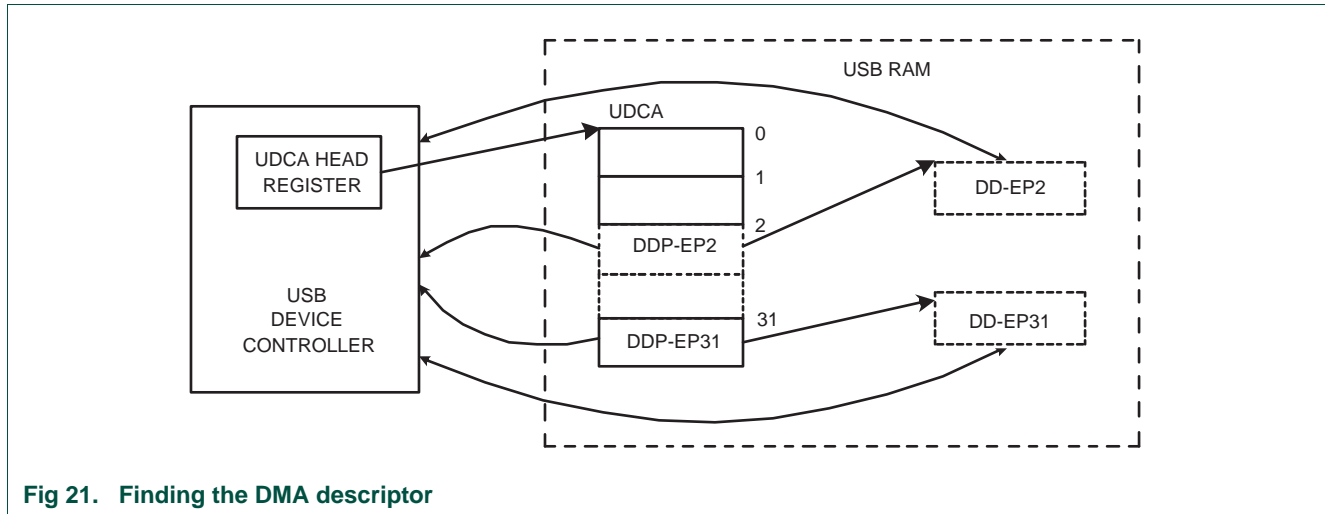 USB RAM
UDCA
0
UDCA HEAD
REGISTER
1
DD-EP2
2
DDP-EP2
USB
DEVICE
CONTROLLER
31
DD-EP31
DDP-EP31
Fig 21. Finding the DMA descriptor